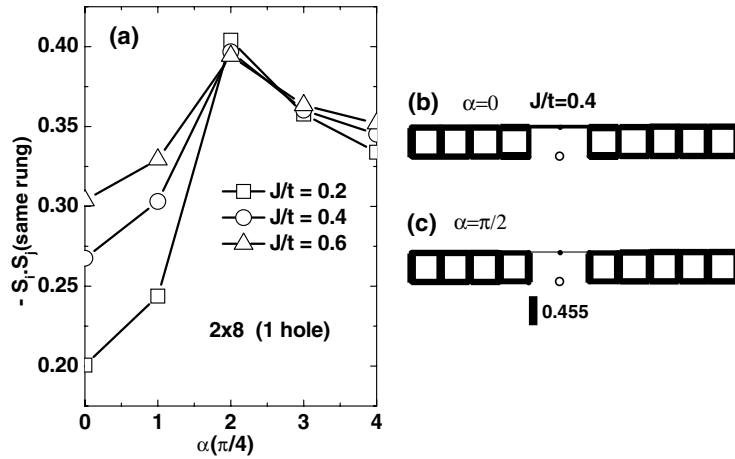 (a)
0.40
0.35
0.30
0.25
0.20
- S_i.S_j(same rung)
J/t = 0.2
J/t = 0.4
J/t = 0.6
2x8 (1 hole)
0 1 2 3 4
α(π/4)
(b) α=0 J/t=0.4
(c) α=π/2
0.455